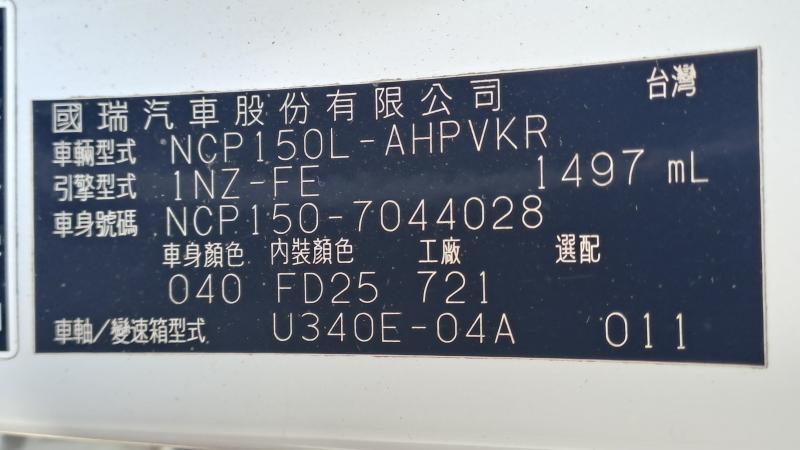 國瑞汽車股份有限公司 台灣
車輛型式 NCP150L-AHPVKR
引擎型式 1NZ-FE 1497 mL
車身號碼 NCP150-7044028
車身顏色 內裝顏色 工廠 選配
040 FD25 721
車軸/變速箱型式 U340E-04A 011